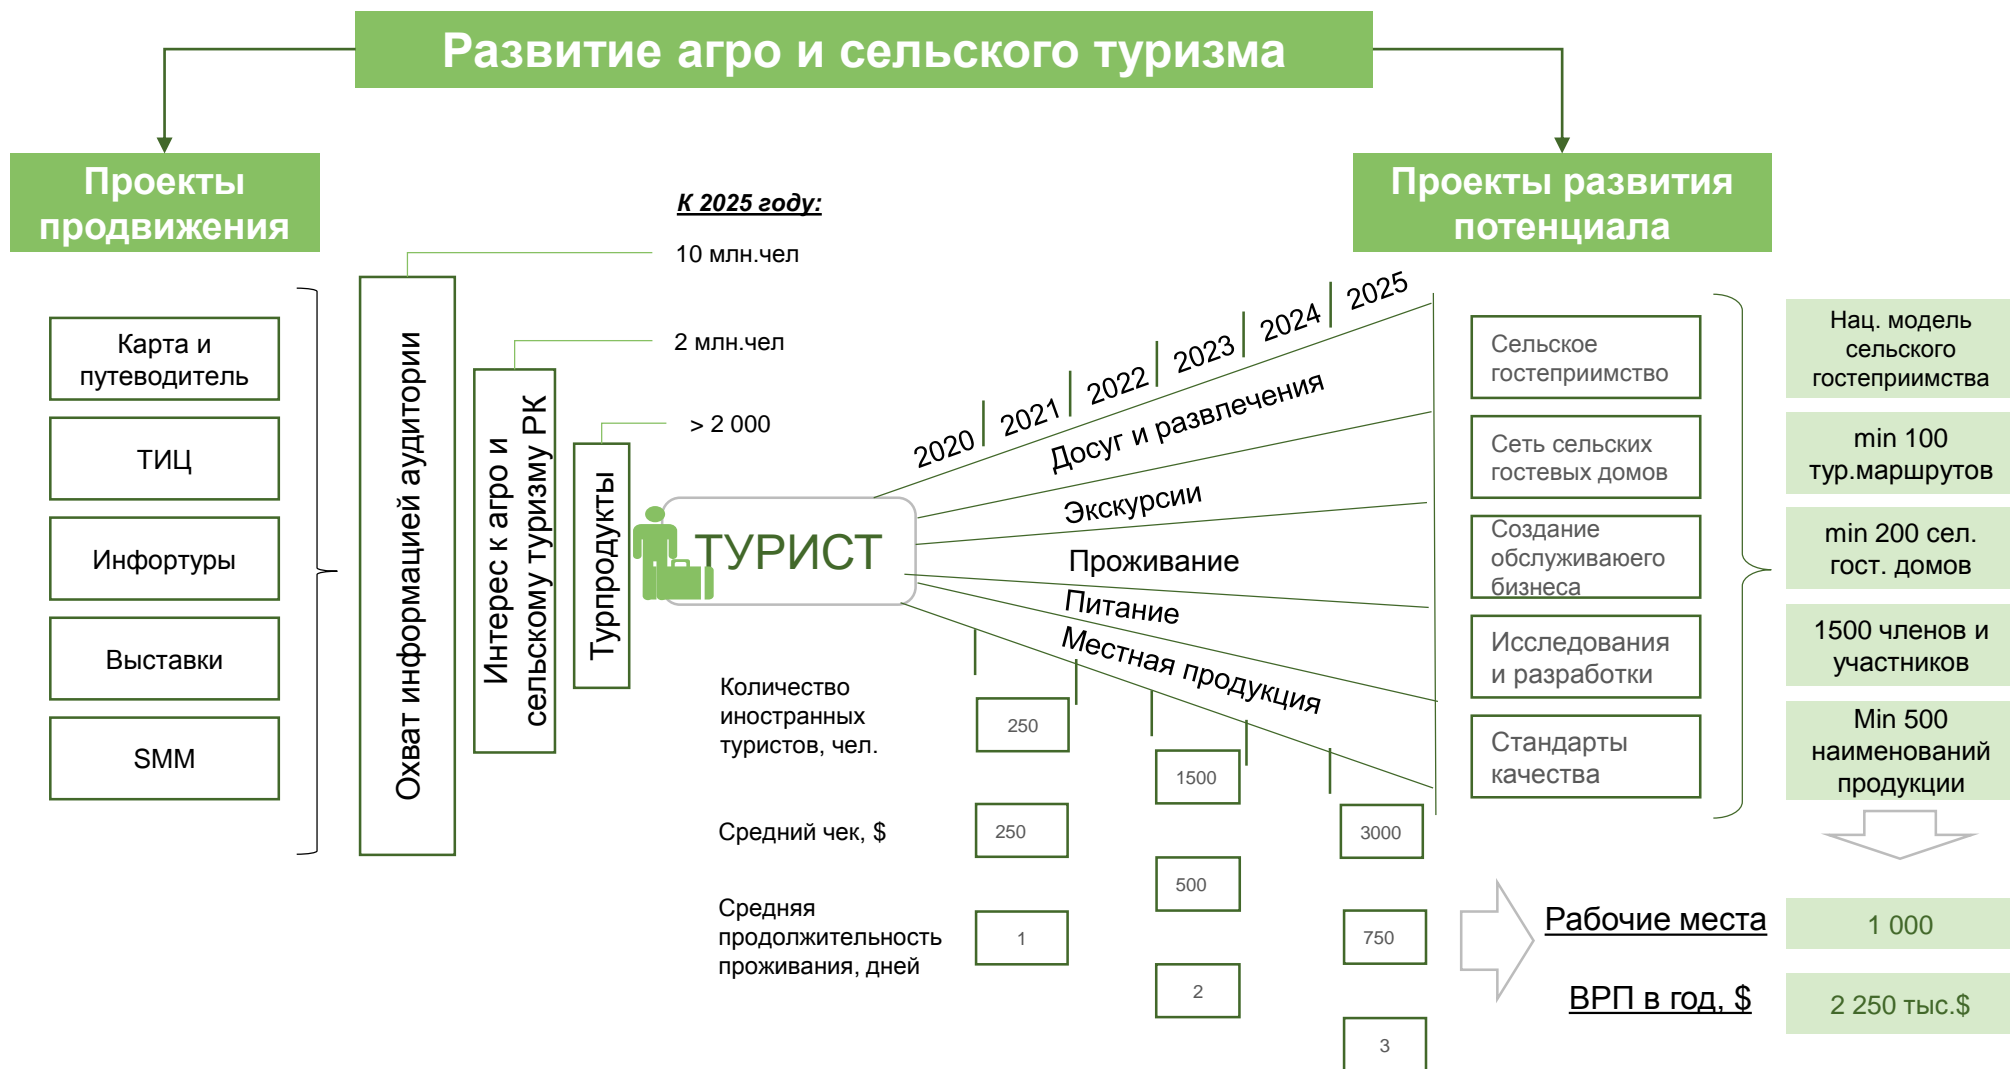 Развитие агро и сельского туризма
Проекты
продвижения
Карта и
путеводитель
ТИЦ
Инфортуры
Выставки
SMM
Охват информацией аудитории
Интерес к агро и
сельскому туризму РК
Турпродукты
К 2025 году:
10 млн.чел
2 млн.чел
> 2 000
ТУРИСТ
2020
2021
2022
2023
2024
2025
Досуг и развлечения
Экскурсии
Проживание
Питание
Местная продукция
Количество
иностранных
туристов, чел.
250
1500
3000
Средний чек, $
250
500
750
Средняя
продолжительность
проживания, дней
1
2
3
Проекты развития
потенциала
Сельское
гостеприимство
Сеть сельских
гостевых домов
Создание
обслуживаюего
бизнеса
Исследования
и разработки
Стандарты
качества
Нац. модель
сельского
гостеприимства
min 100
тур.маршрутов
min 200 сел.
гост. домов
1500 членов и
участников
Min 500
наименований
продукции
Рабочие места
1 000
ВРП в год, $
2 250 тыс.$